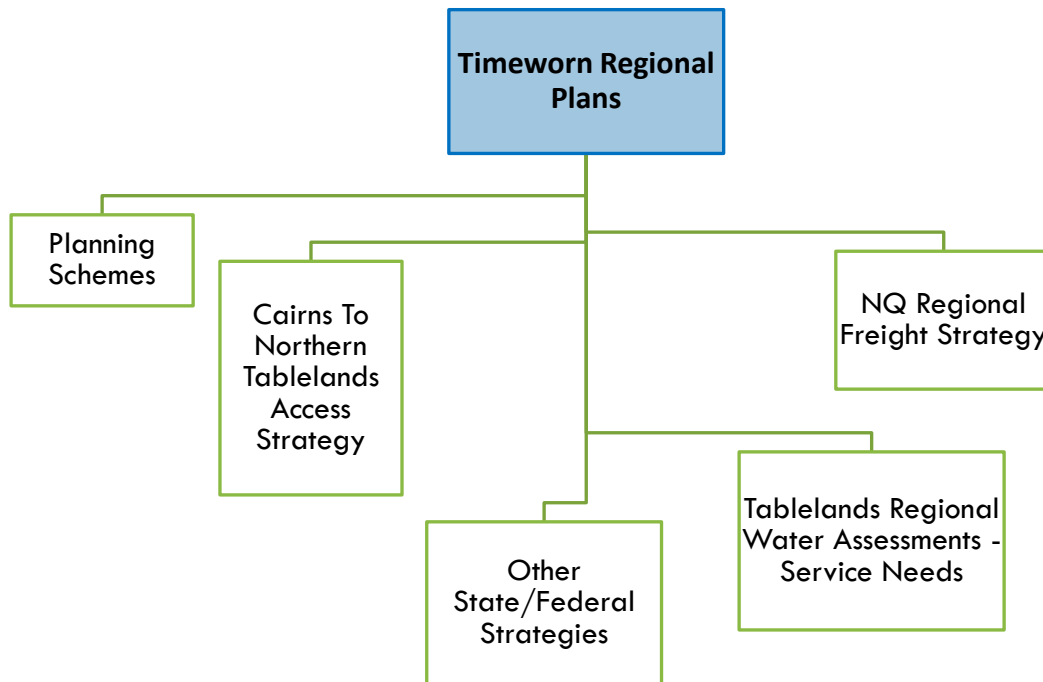 Timeworn Regional
Plans
Planning
Schemes
Cairns To
Northern
Tablelands
Access
Strategy
NQ Regional
Freight Strategy
Other
State/Federal
Strategies
Tablelands Regional
Water Assessments -
Service Needs